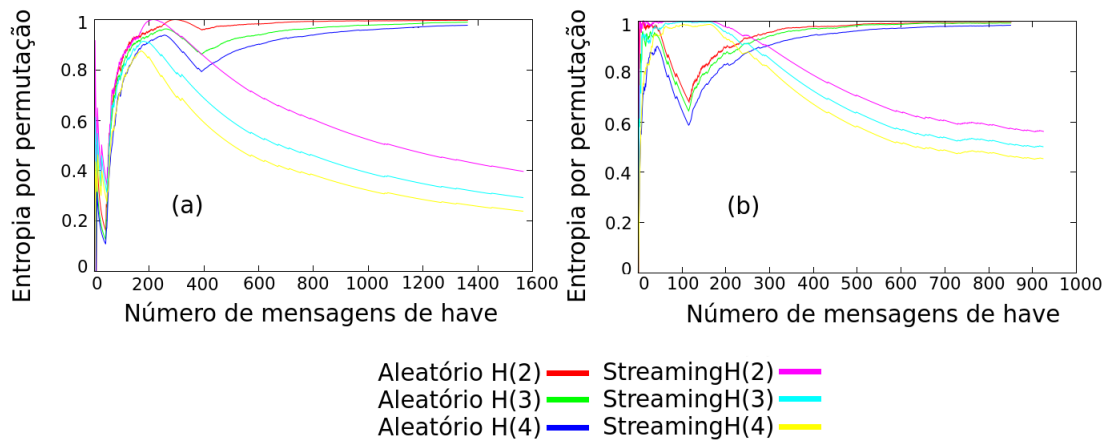 Entropia por permutação
1
0.8
0.6
0.4
0.2
0
(a)
0 200 400 600 800 1000 1200 1400 1600
Número de mensagens de have
Entropia por permutação
1
0.8
0.6
0.4
0.2
0
(b)
0 100 200 300 400 500 600 700 800 900 1000
Número de mensagens de have
Aleatório H(2) StreamingH(2)
Aleatório H(3) StreamingH(3)
Aleatório H(4) StreamingH(4)